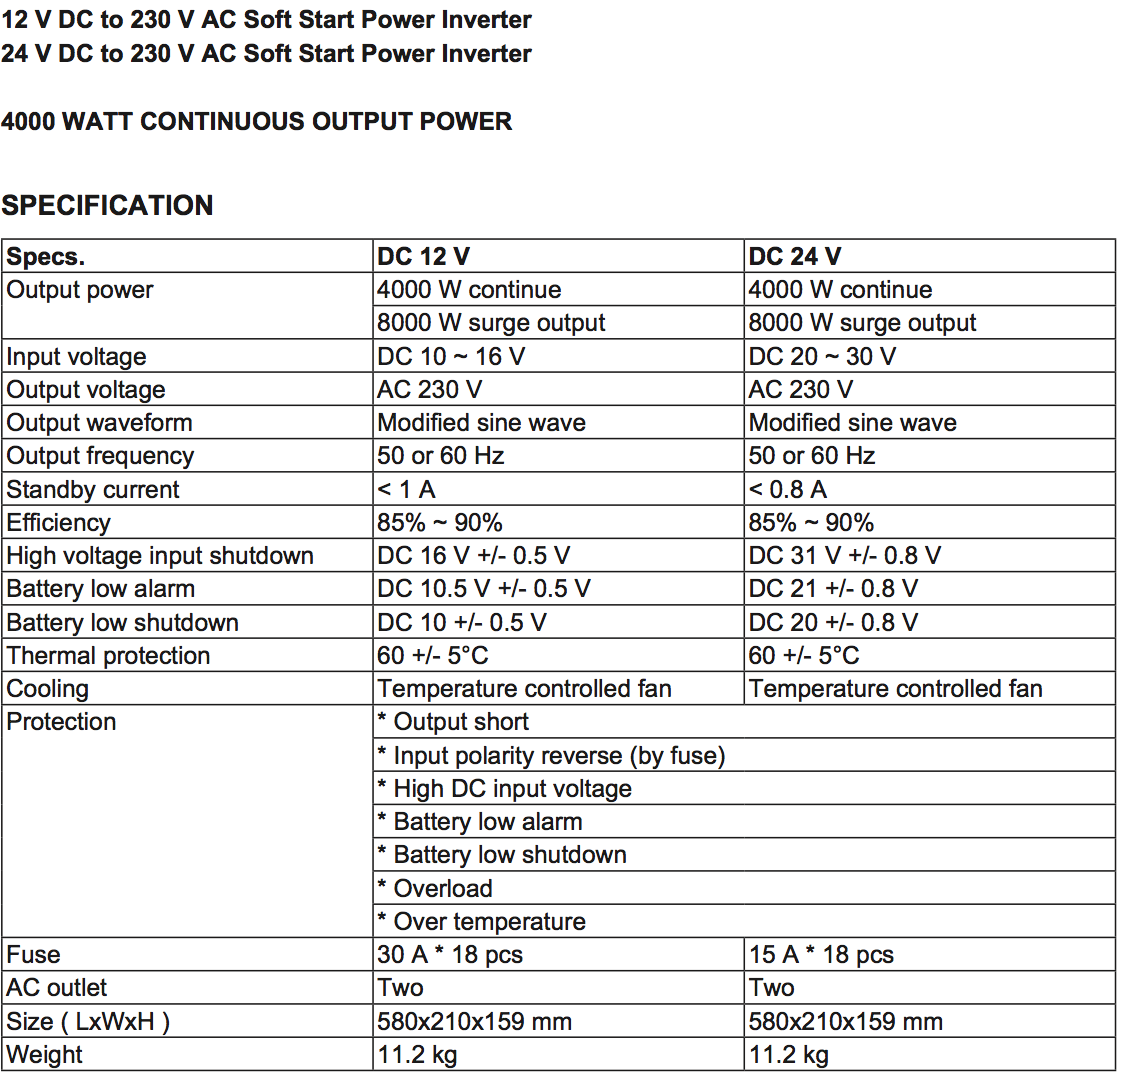 12 V DC to 230 V AC Soft Start Power Inverter
24 V DC to 230 V AC Soft Start Power Inverter
4000 WATT CONTINUOUS OUTPUT POWER
SPECIFICATION
Specs. DC 12 V DC 24 V
Output power 4000 W continue 4000 W continue
8000 W surge output 8000 W surge output
Input voltage DC 10 ~ 16 V DC 20 ~ 30 V
Output voltage AC 230 V AC 230 V
Output waveform Modified sine wave Modified sine wave
Output frequency 50 or 60 Hz 50 or 60 Hz
Standby current < 1 A < 0.8 A
Efficiency 85% ~ 90% 85% ~ 90%
High voltage input shutdown DC 16 V +/- 0.5 V DC 31 V +/- 0.8 V
Battery low alarm DC 10.5 V +/- 0.5 V DC 21 +/- 0.8 V
Battery low shutdown DC 10 +/- 0.5 V DC 20 +/- 0.8 V
Thermal protection 60 +/- 5°C 60 +/- 5°C
Cooling Temperature controlled fan Temperature controlled fan
Protection * Output short
* Input polarity reverse (by fuse)
* High DC input voltage
* Battery low alarm
* Battery low shutdown
* Overload
* Over temperature
Fuse 30 A * 18 pcs 15 A * 18 pcs
AC outlet Two Two
Size ( LxWxH ) 580x210x159 mm 580x210x159 mm
Weight 11.2 kg 11.2 kg